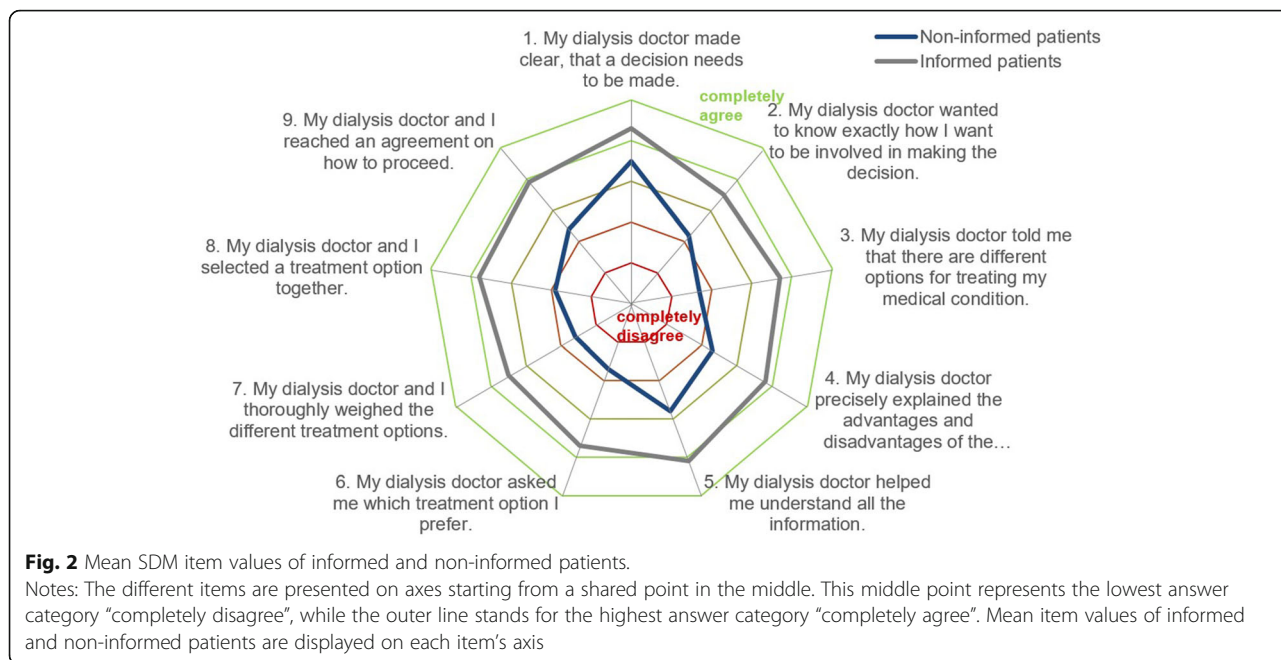 1. My dialysis doctor made
clear, that a decision needs
to be made.
Non-informed patients
Informed patients
completely
agree
2. My dialysis doctor wanted
to know exactly how I want
to be involved in making the
decision.
3. My dialysis doctor told me
that there are different
options for treating my
medical condition.
4. My dialysis doctor
precisely explained the
advantages and
disadvantages of the…
5. My dialysis doctor helped
me understand all the
information.
6. My dialysis doctor asked
me which treatment option I
prefer.
7. My dialysis doctor and I
thoroughly weighed the
different treatment options.
8. My dialysis doctor and I
selected a treatment option
together.
9. My dialysis doctor and I
reached an agreement on
how to proceed.
completely
disagree
Fig. 2 Mean SDM item values of informed and non-informed patients.
Notes: The different items are presented on axes starting from a shared point in the middle. This middle point represents the lowest answer
category “completely disagree”, while the outer line stands for the highest answer category “completely agree”. Mean item values of informed
and non-informed patients are displayed on each item’s axis